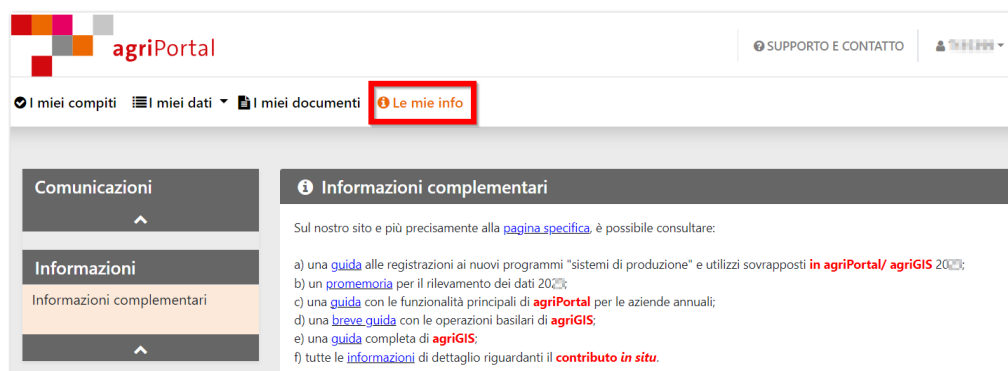 agriPortal
SUPPORTO E CONTATTO
I miei compiti I miei dati I miei documenti Le mie info
Comunicazioni
Informazioni
Informazioni complementari
Informazioni complementari
Sul nostro sito e più precisamente alla pagina specifica, è possibile consultare:
a) una guida alle registrazioni ai nuovi programmi "sistemi di produzione" e utilizzi sovrapposti in agriPortal/ agriGIS 20;
b) un promemoria per il rilevamento dei dati 20;
c) una guida con le funzionalità principali di agriPortal per le aziende annuali;
d) una breve guida con le operazioni basilari di agriGIS;
e) una guida completa di agriGIS;
f) tutte le informazioni di dettaglio riguardanti il contributo in situ.